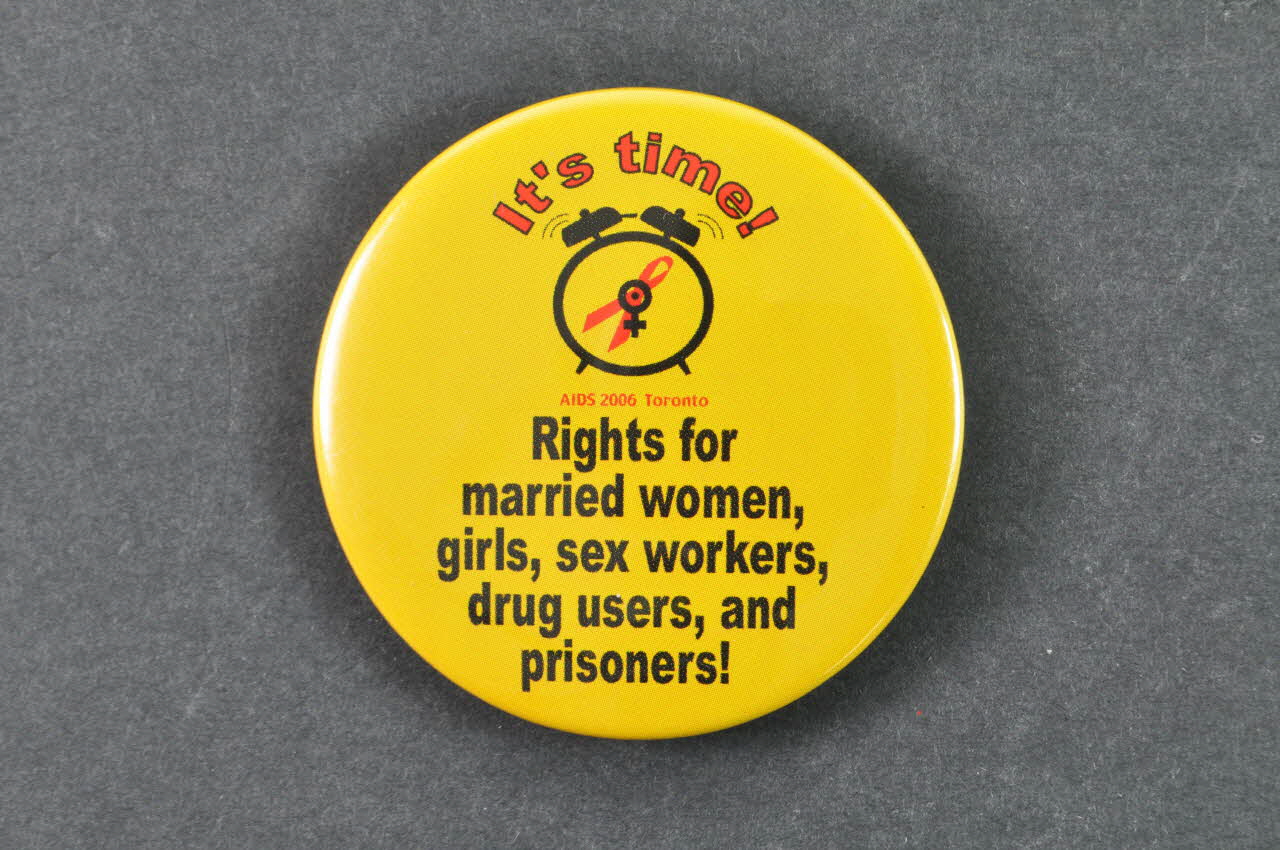 It's time!
AIDS 2006 Toronto
Rights for
married women,
girls, sex workers,
drug users, and
prisoners!